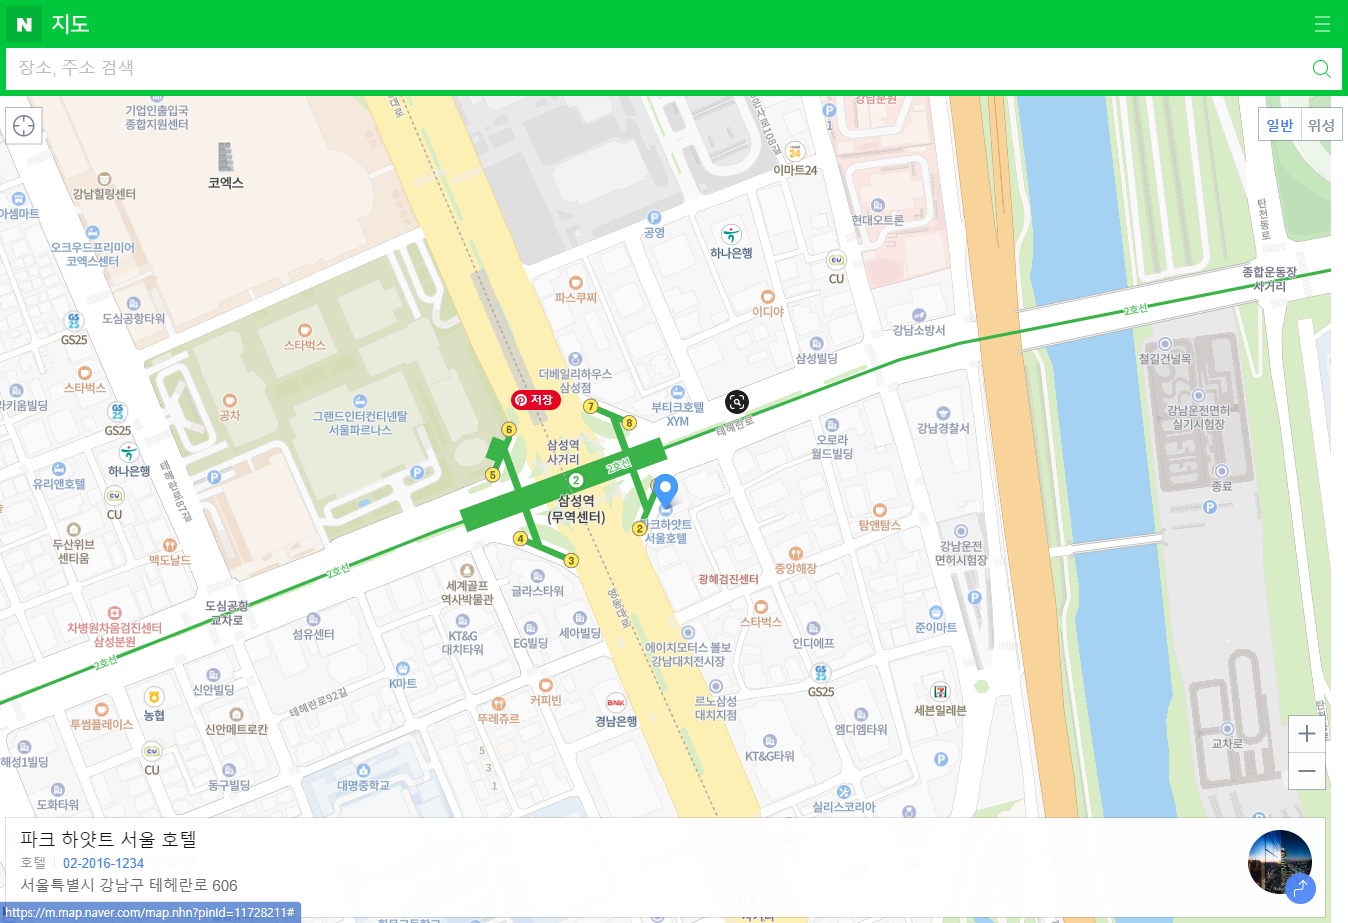 N 지도
장소, 주소 검색
일반 위성
기업인출입국
종합지원센터
코엑스
강남힐링센터
오크우드프리미어
코엑스센터
도심공항타워
GS25
스타벅스
스타벅스
공차
GS25
하나은행
유리앤호텔
CU
두산위브
센티움
맥도날드
테헤란로87길
그랜드인터컨티넨탈
서울파르나스
P
P
저장
파스쿠찌
더베일리하우스
삼성점
부티크호텔
XYM
P
공영
하나은행
이디야
이마트24
P
1
강남분원
현대오트론
CU
삼성빌딩
강남소방서
종합운동장
사거리
탄천동로
2호선
철길건널목
강남운전면허
실기시험장
종료
P
강남경찰서
오로라
월드빌딩
테헤란로
탐앤탐스
강남운전
면허시험장
P
중앙해장
광혜검진센터
삼성역
사거리
2호선
2
삼성역
(무역센터)
7
8
6
5
4
3
2
파크하얏트
서울호텔
2호선
도심공항
교차로
차병원차움검진센터
삼성분원
2호선
섬유센터
세계골프
역사박물관
글라스타워
KT&G
대치타워
EG빌딩
세아빌딩
영동대로
에이치모터스 볼보
강남대치전시장
스타벅스
인디에프
준이마트
GS25
세븐일레븐
르노삼성
대치지점
엠디엠타워
KT&G타워
P
교차로
신안빌딩
K마트
테헤란로92길
커피빈
뚜레쥬르
BNK
경남은행
투썸플레이스
농협
신안메트로칸
CU
해성1빌딩
동구빌딩
도화타워
대명중학교
5
3
1
실리스코리아
파크 하얏트 서울 호텔
호텔 02-2016-1234
서울특별시 강남구 테헤란로 606
https://m.map.naver.com/map.nhn?pinId=11728211#